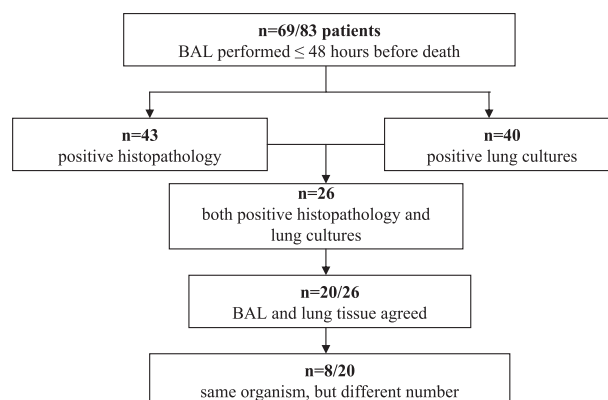 n=69/83 patients
BAL performed ≤ 48 hours before death
n=43
positive histopathology
n=40
positive lung cultures
n=26
both positive histopathology and
lung cultures
n=20/26
BAL and lung tissue agreed
n=8/20
same organism, but different number